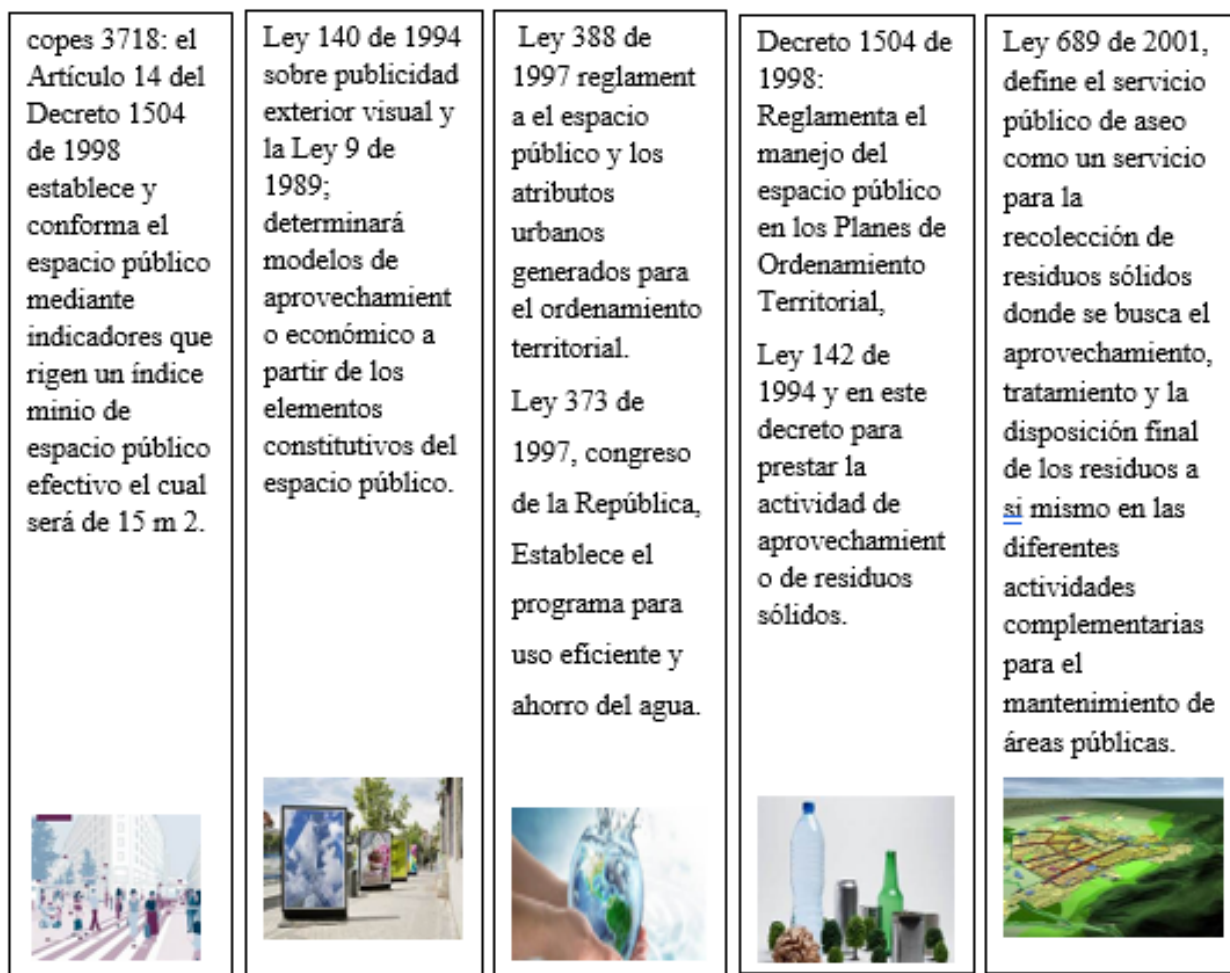 copes 3718: el
Artículo 14 del
Decreto 1504
de 1998
establece y
conforma el
espacio público
mediante
indicadores que
rigen un índice
minio de
espacio público
efectivo el cual
será de 15 m 2.
Ley 140 de 1994
sobre publicidad
exterior visual y
la Ley 9 de
1989;
determinará
modelos de
aprovechamient
o económico a
partir de los
elementos
constitutivos del
espacio público.
Ley 388 de
1997 reglament
a el espacio
público y los
atributos
urbanos
generados para
el ordenamiento
territorial.
Ley 373 de
1997, congreso
de la República,
Establece el
programa para
uso eficiente y
ahorro del agua.
Decreto 1504 de
1998:
Reglamenta el
manejo del
espacio público
en los Planes de
Ordenamiento
Territorial,
Ley 142 de
1994 y en este
decreto para
prestar la
actividad de
aprovechamient
o de residuos
sólidos.
Ley 689 de 2001,
define el servicio
público de aseo
como un servicio
para la
recolección de
residuos sólidos
donde se busca el
aprovechamiento,
tratamiento y la
disposición final
de los residuos a
si mismo en las
diferentes
actividades
complementarias
para el
mantenimiento de
áreas públicas.